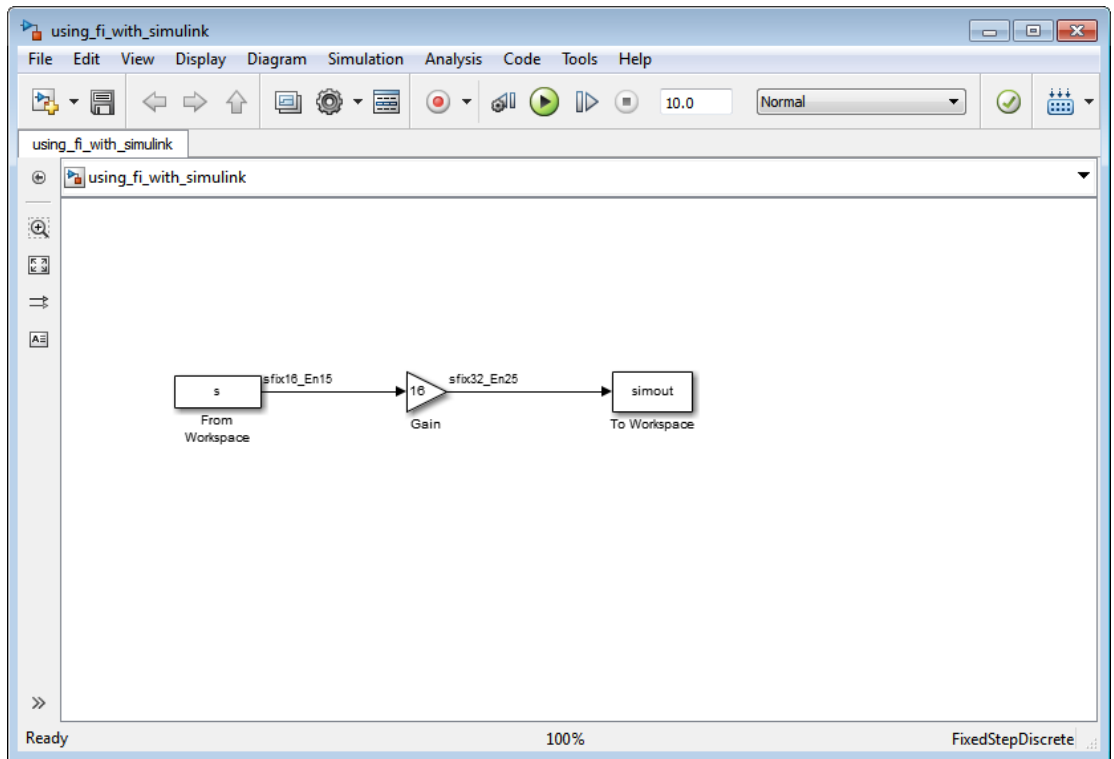 using_fi_with_simulink
File Edit View Display Diagram Simulation Analysis Code Tools Help
10.0 Normal
using_fi_with_simulink
using_fi_with_simulink
s sfix16_En15 16 sfix32_En25 simout
From Gain To Workspace
Workspace
Ready 100% FixedStepDiscrete